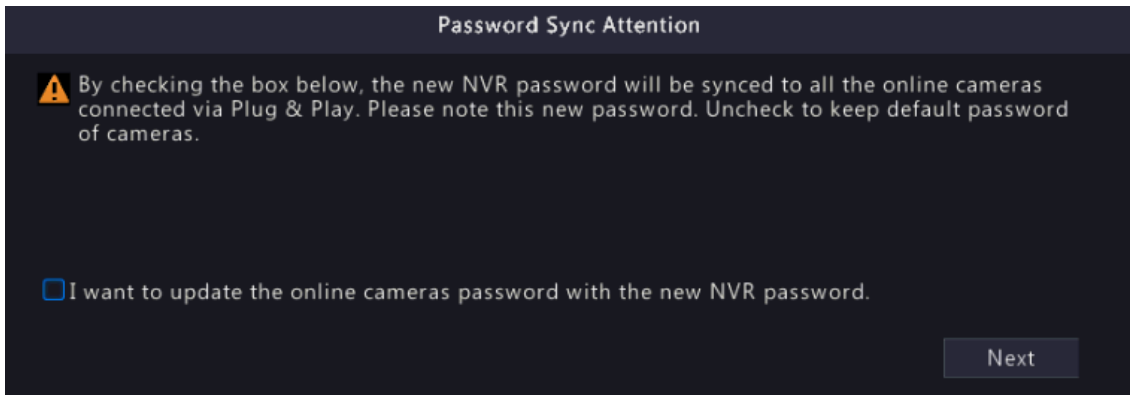 Password Sync Attention
By checking the box below, the new NVR password will be synced to all the online cameras
connected via Plug & Play. Please note this new password. Uncheck to keep default password
of cameras.
I want to update the online cameras password with the new NVR password.
Next